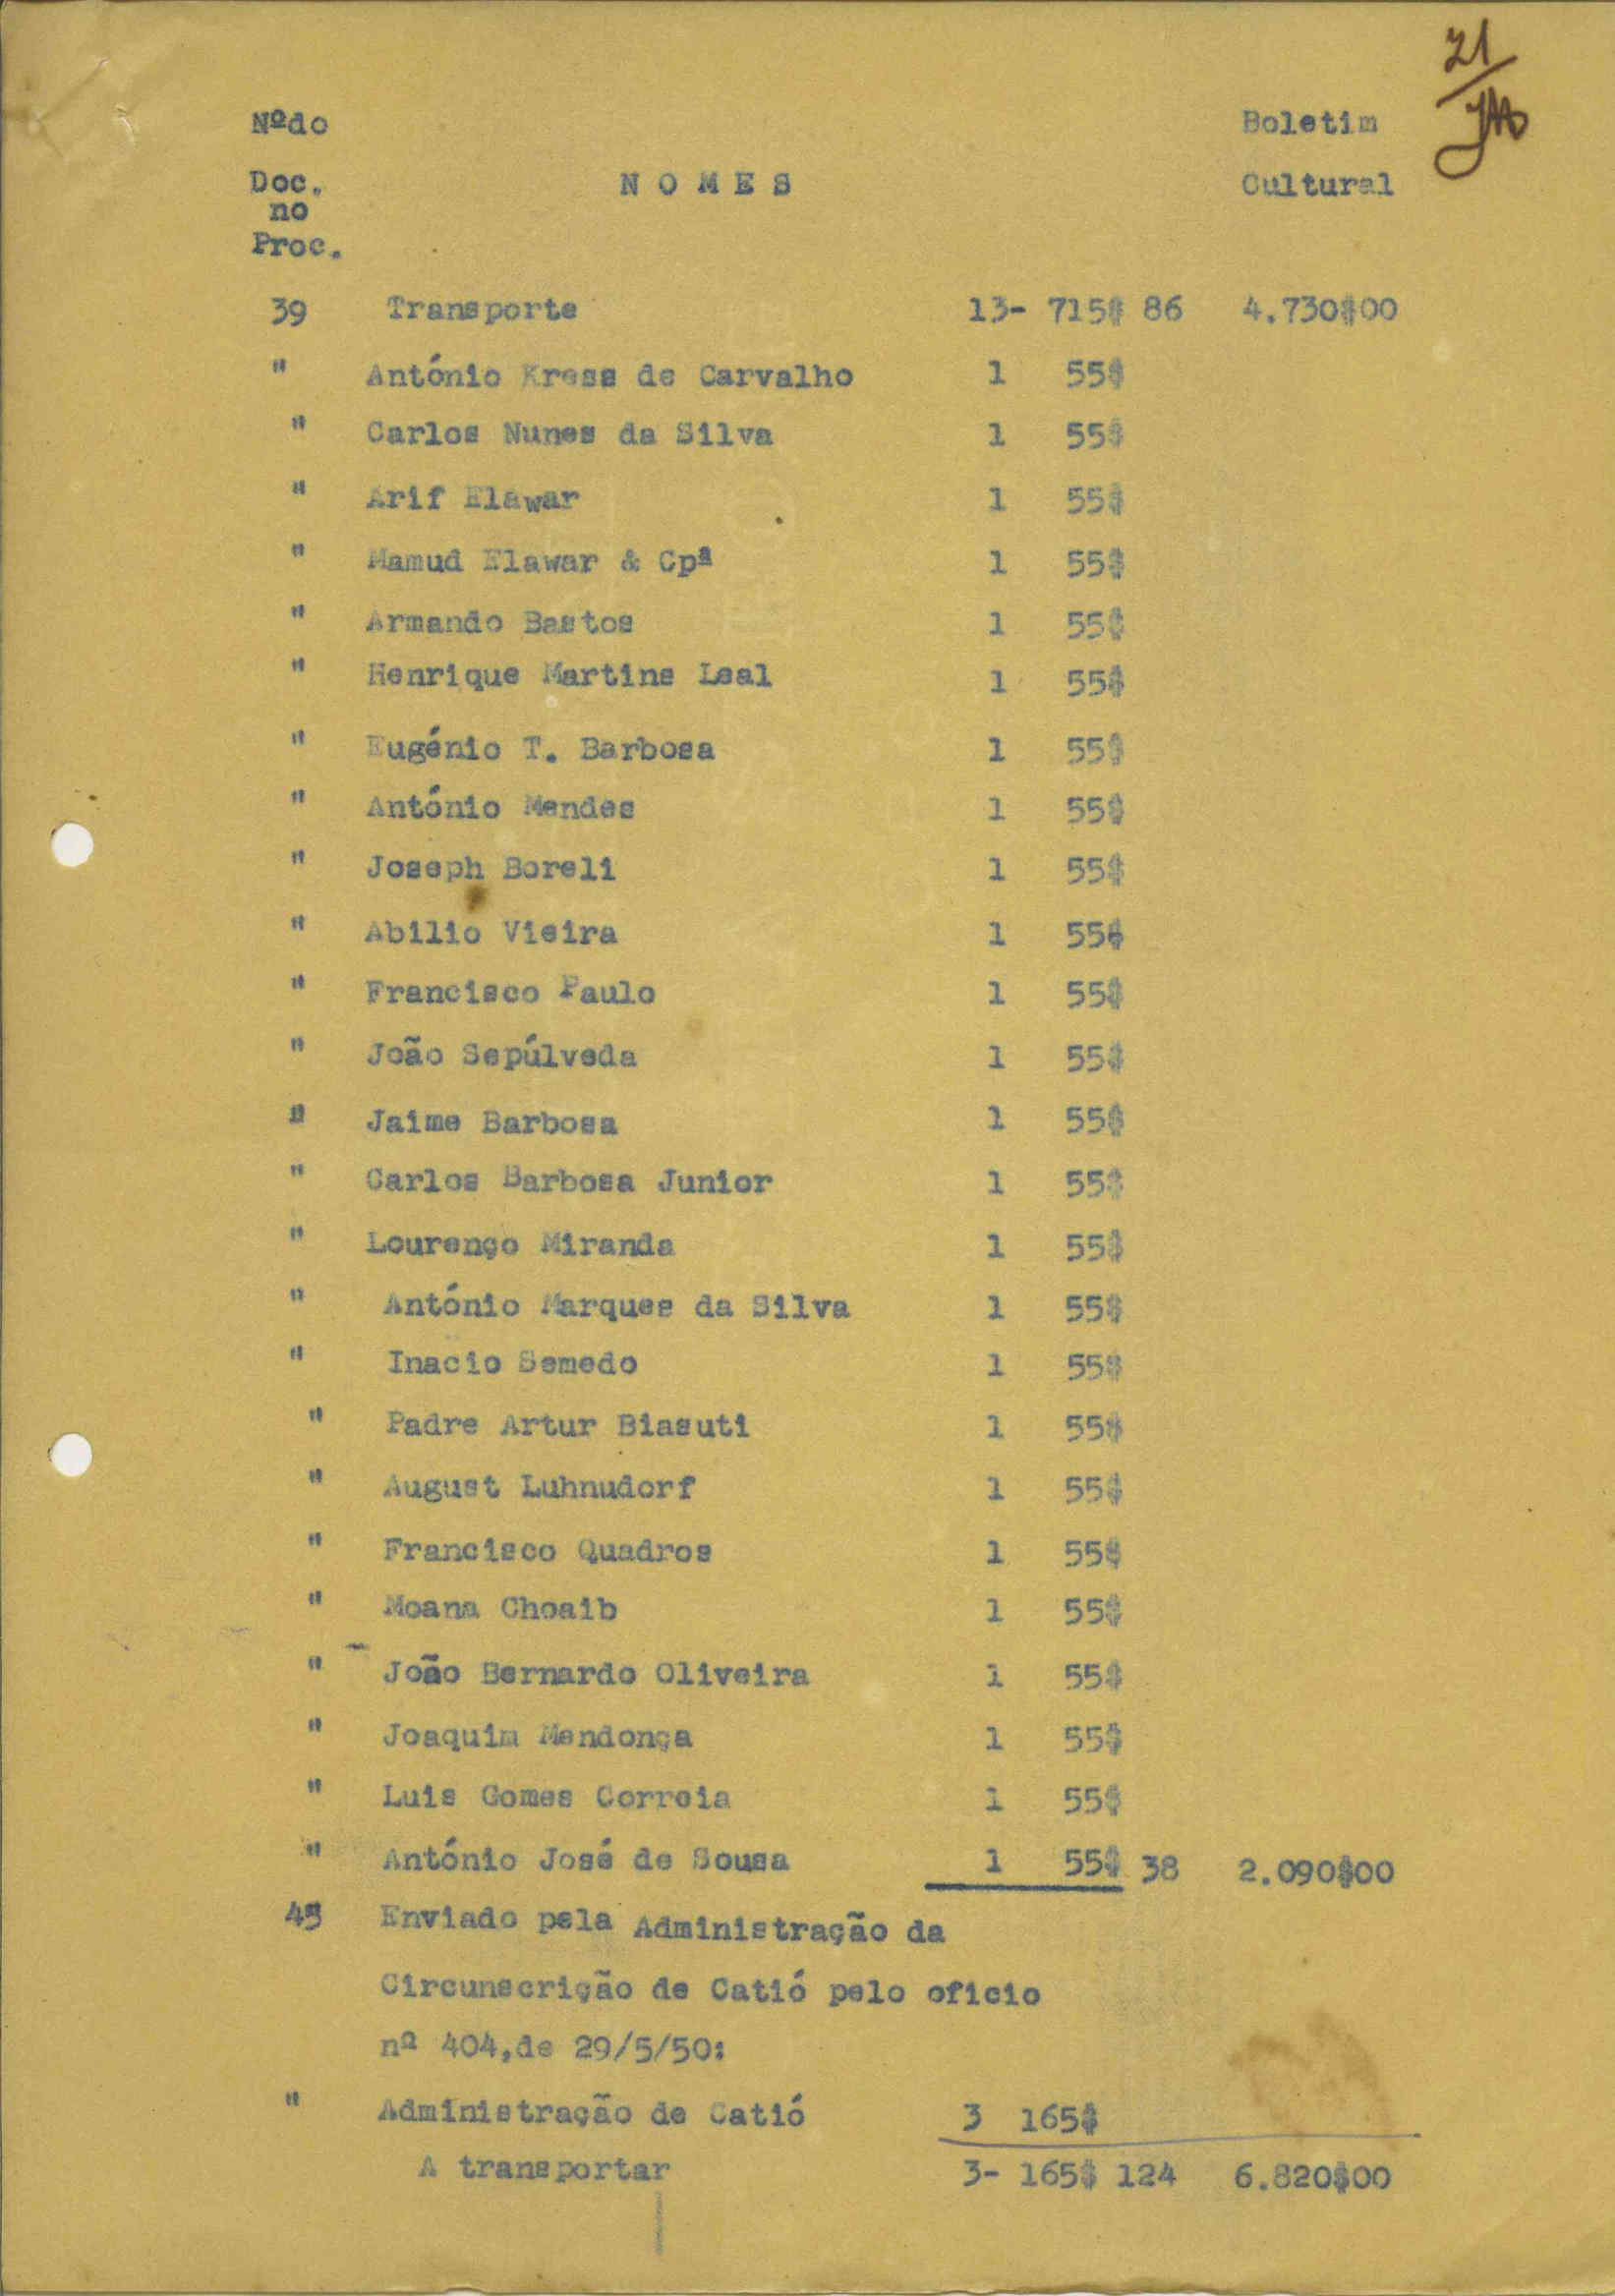 21
Nºdo Boletim
Doc. N O M E S Cultural
no
Proc.
39 Transporte 13- 715$ 86 4.730$00
" António Kress de Carvalho 1 55$
" Carlos Nunes da Silva 1 55$
" Arif Elawar 1 55$
" Mamud Elawar & Cpª 1 55$
" Armando Bastos 1 55$
" Henrique Martins Leal 1 55$
" Eugénio T. Barbosa 1 55$
" António Mendes 1 55$
" Joseph Boreli 1 55$
" Abilio Vieira 1 55$
" Francisco Paulo 1 55$
" João Sepúlveda 1 55$
" Jaime Barbosa 1 55$
" Carlos Barbosa Junior 1 55$
" Lourenço Miranda 1 55$
" António Marques da Silva 1 55$
" Inacio Semedo 1 55$
" Padre Artur Biasuti 1 55$
" August Luhnudorf 1 55$
" Francisco Quadros 1 55$
" Moana Choaib 1 55$
" João Bernardo Oliveira 1 55$
" Joaquim Mendonça 1 55$
" Luis Gomes Correia 1 55$
" António José de Sousa 1 55$ 38 2.090$00
45 Enviado pela Administração da
Circunscrição de Catió pelo oficio
nº 404,de 29/5/50:
" Administração de Catió 3 165$
A transportar 3- 165$ 124 6.820$00